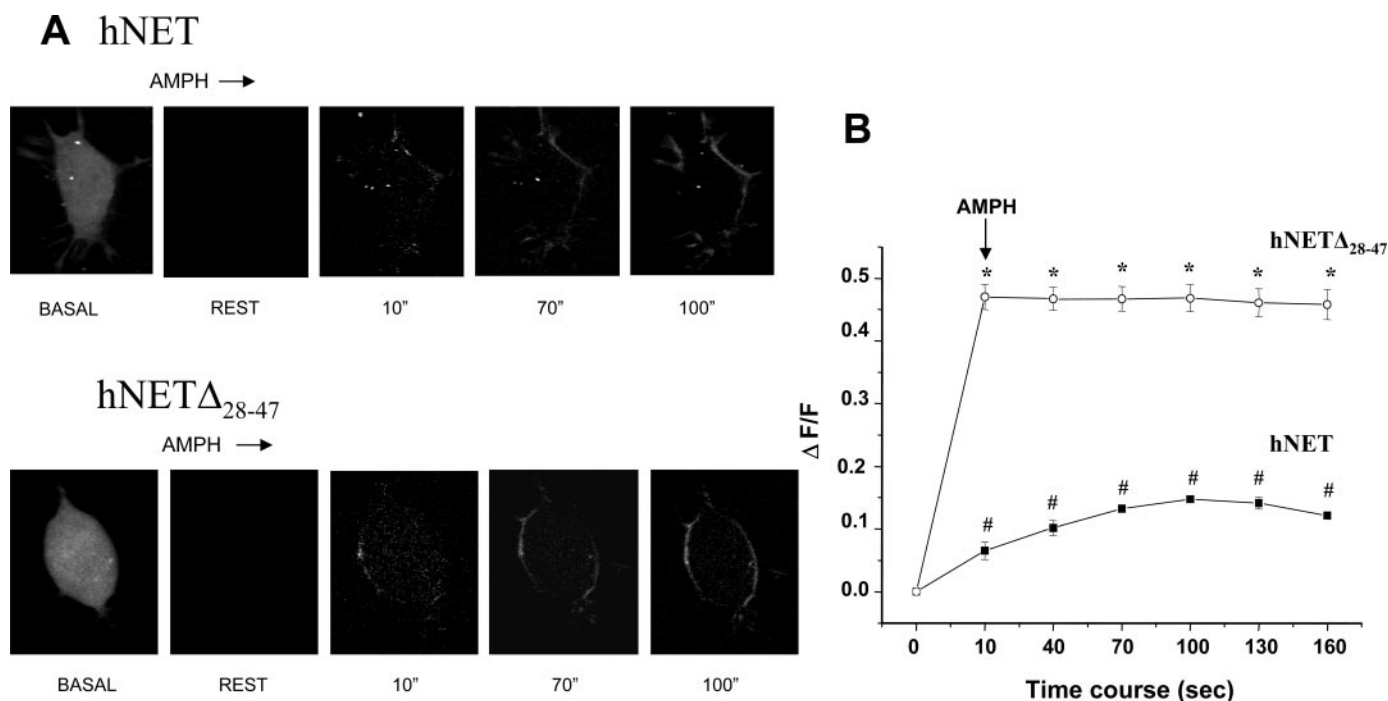 A hNET
AMPH →
BASAL REST 10” 70” 100”
hNETΔ28-47
AMPH →
BASAL REST 10” 70” 100”
B
AMPH
hNETΔ28-47
* * * * * *
hNET
# # # # # #
Δ F/F
0.5
0.4
0.3
0.2
0.1
0.0
0 10 40 70 100 130 160
Time course (sec)